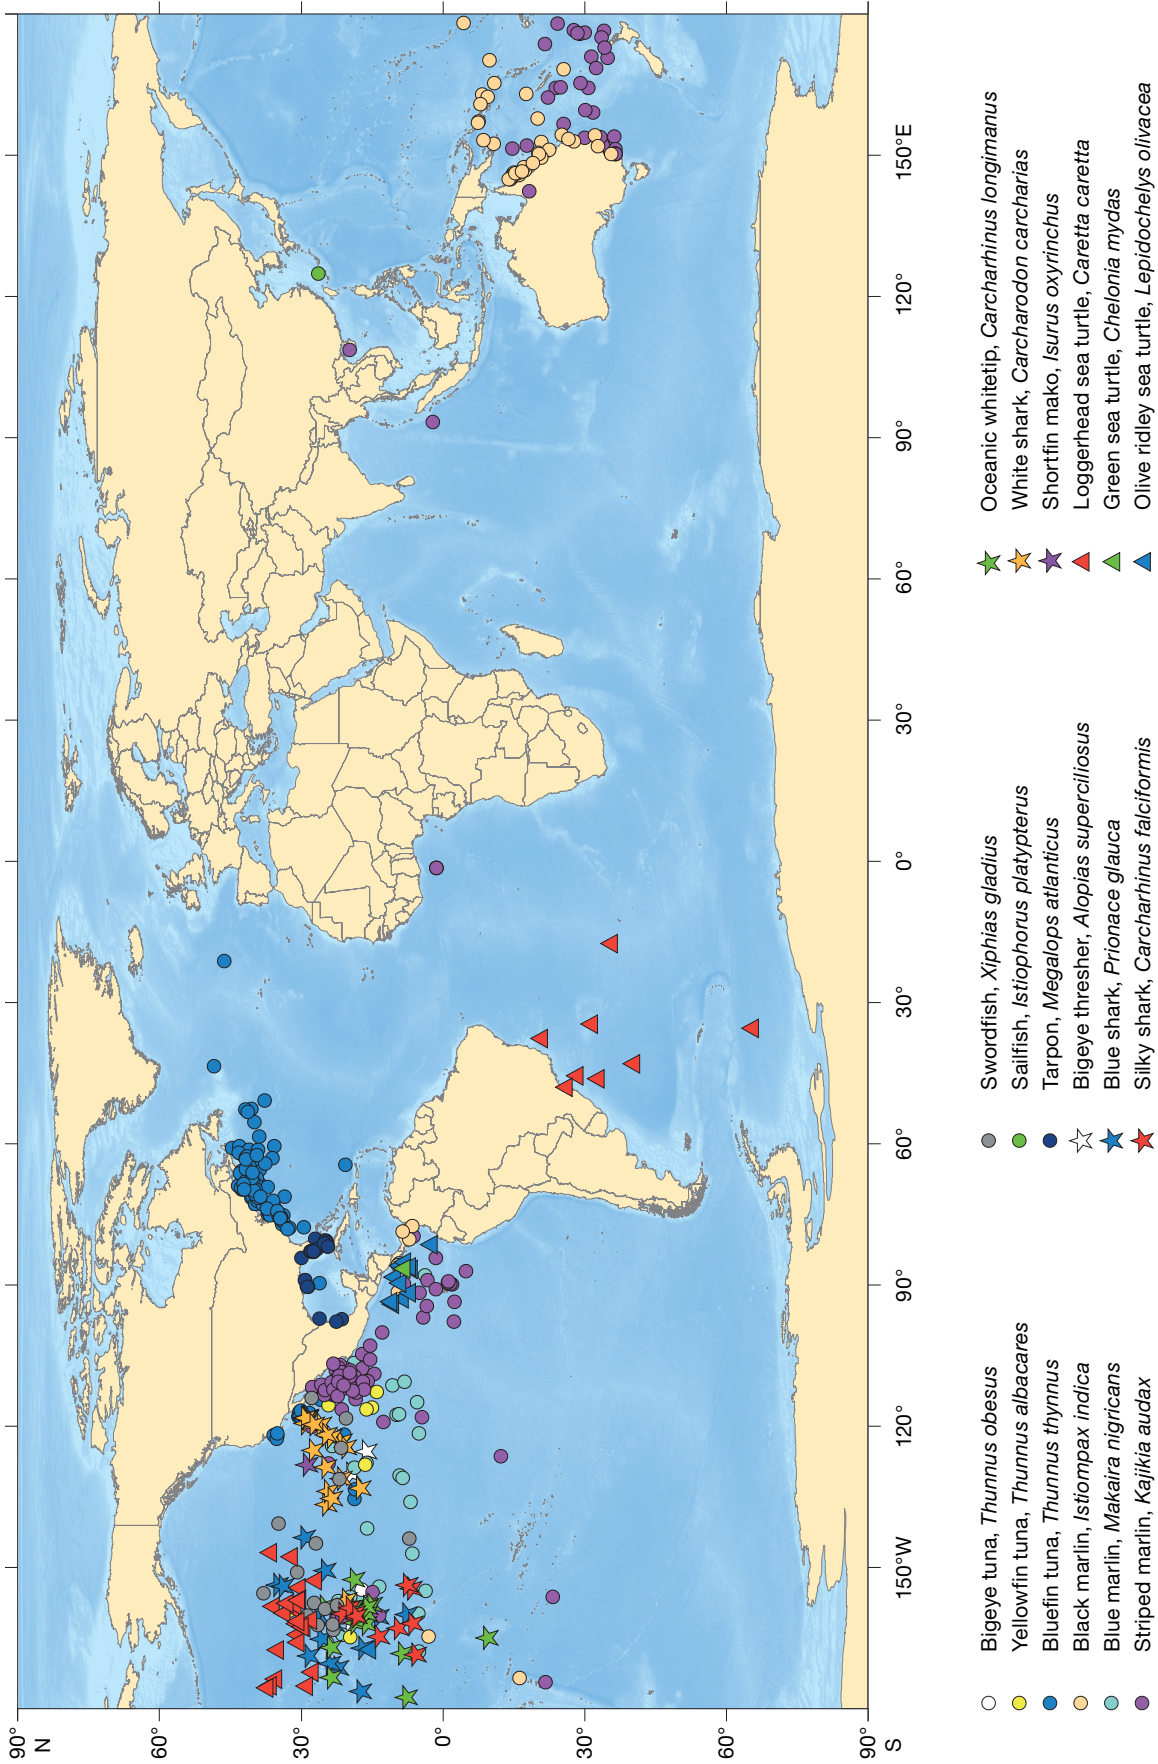 90°
N
60°
30°
0°
30°
60°
90°
S
150°W
120°
90°
60°
30°
0°
30°
60°
90°
120°
150°E
Bigeye tuna, Thunnus obesus
Yellowfin tuna, Thunnus albacares
Bluefin tuna, Thunnus thynnus
Black marlin, Istiompax indica
Blue marlin, Makaira nigricans
Striped marlin, Kajikia audax
Swordfish, Xiphias gladius
Sailfish, Istiophorus platypterus
Tarpon, Megalops atlanticus
Bigeye thresher, Alopias superciliosus
Blue shark, Prionace glauca
Silky shark, Carcharhinus falciformis
Oceanic whitetip, Carcharhinus longimanus
White shark, Carcharodon carcharias
Shortfin mako, Isurus oxyrinchus
Loggerhead sea turtle, Caretta caretta
Green sea turtle, Chelonia mydas
Olive ridley sea turtle, Lepidochelys olivacea